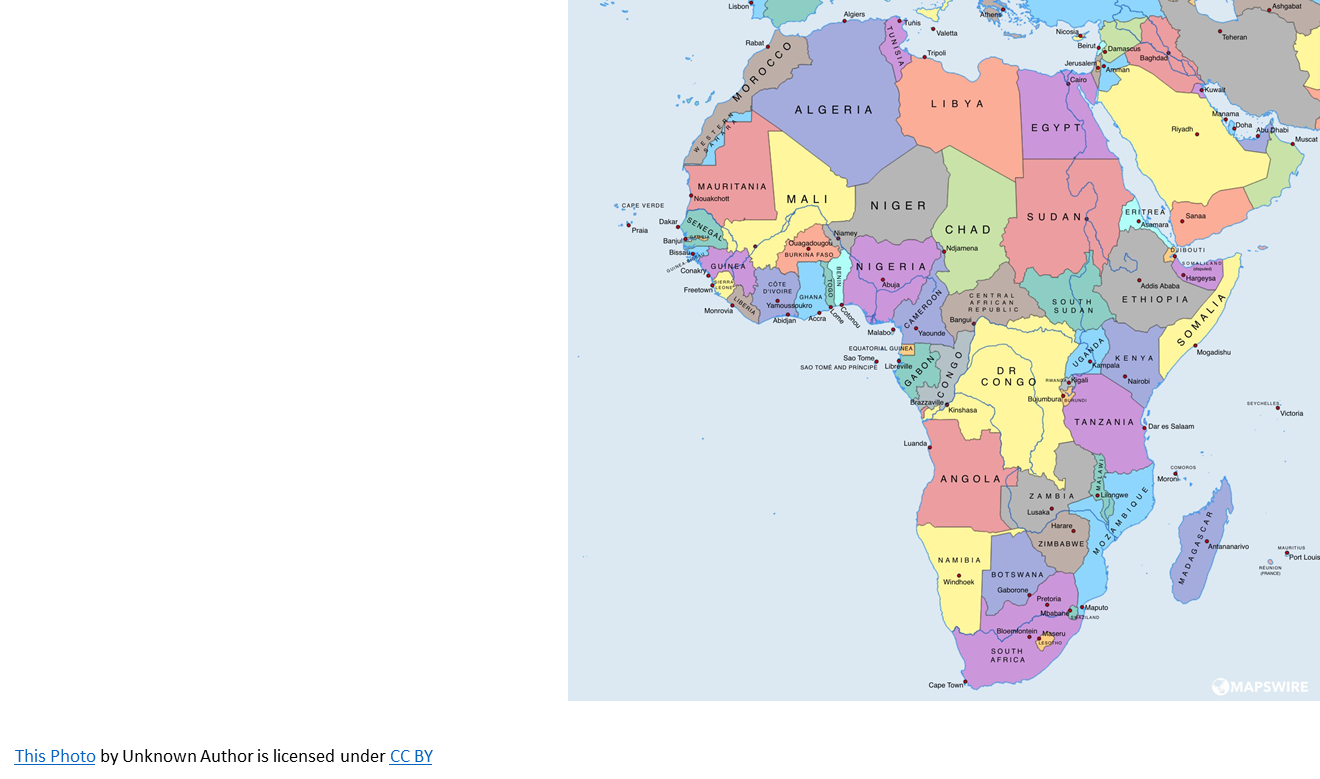 Lisbon
Algiers
Tunis
Athens
Ashgabat
Valetta
Nicosia
Teheran
Rabat
Tripoli
Beirut
Damascus
Baghdad
Jerusalem
Amman
MOROCCO
TUNISIA
Cairo
Kuwait
ALGERIA
LIBYA
EGYPT
Manama
Doha
Abu Dhabi
Riyadh
Muscat
WESTERN
SAHARA
MAURITANIA
Nouakchott
MALI
NIGER
CHAD
SUDAN
ERITREA
Asmara
Sanaa
CAPE VERDE
Praia
Dakar
SENEGAL
Banjul
Bissau
Niamey
Ouagadougou
BURKINA FASO
Ndjamena
DJIBOUTI
SOMALILAND
(disputed)
Hargeysa
GUINEA
Conakry
Freetown
SIERRA
LEONE
LIBERIA
Monrovia
CÔTE
D'IVOIRE
Yamoussoukro
Abidjan
GHANA
Accra
TOGO
Lome
BENIN
Cotonou
NIGERIA
Abuja
CAMEROON
Yaounde
Malabo
CENTRAL
AFRICAN
REPUBLIC
Bangui
SOUTH
SUDAN
Addis Ababa
ETHIOPIA
SOMALIA
Mogadishu
EQUATORIAL GUINEA
Sao Tome
SAO TOMÉ AND PRÍNCIPE
Libreville
GABON
CONGO
Brazzaville
Kinshasa
DR
CONGO
UGANDA
Kampala
KENYA
Nairobi
RWANDA
Kigali
Bujumbura
BURUNDI
TANZANIA
Dar es Salaam
SEYCHELLES
Victoria
Luanda
ANGOLA
ZAMBIA
Lusaka
MALAWI
Lilongwe
COMOROS
Moroni
MOZAMBIQUE
Harare
ZIMBABWE
MADAGASCAR
Antananarivo
MAURITIUS
Port Louis
RÉUNION
(FRANCE)
NAMIBIA
Windhoek
BOTSWANA
Gaborone
Pretoria
Mbabane
Maputo
SWAZILAND
Bloemfontein
Maseru
LESOTHO
SOUTH
AFRICA
Cape Town
MAPSWIRE
This Photo by Unknown Author is licensed under CC BY